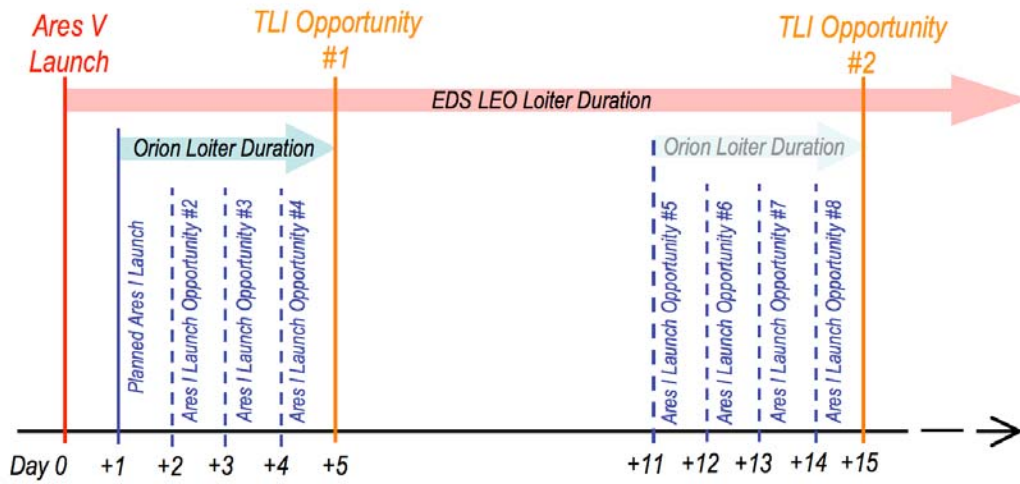 Ares V
Launch
TLI Opportunity
#1
TLI Opportunity
#2
EDS LEO Loiter Duration
Orion Loiter Duration
Orion Loiter Duration
Planned Ares I Launch
Ares I Launch Opportunity #2
Ares I Launch Opportunity #3
Ares I Launch Opportunity #4
Ares I Launch Opportunity #5
Ares I Launch Opportunity #6
Ares I Launch Opportunity #7
Ares I Launch Opportunity #8
Day 0 +1 +2 +3 +4 +5 +11 +12 +13 +14 +15